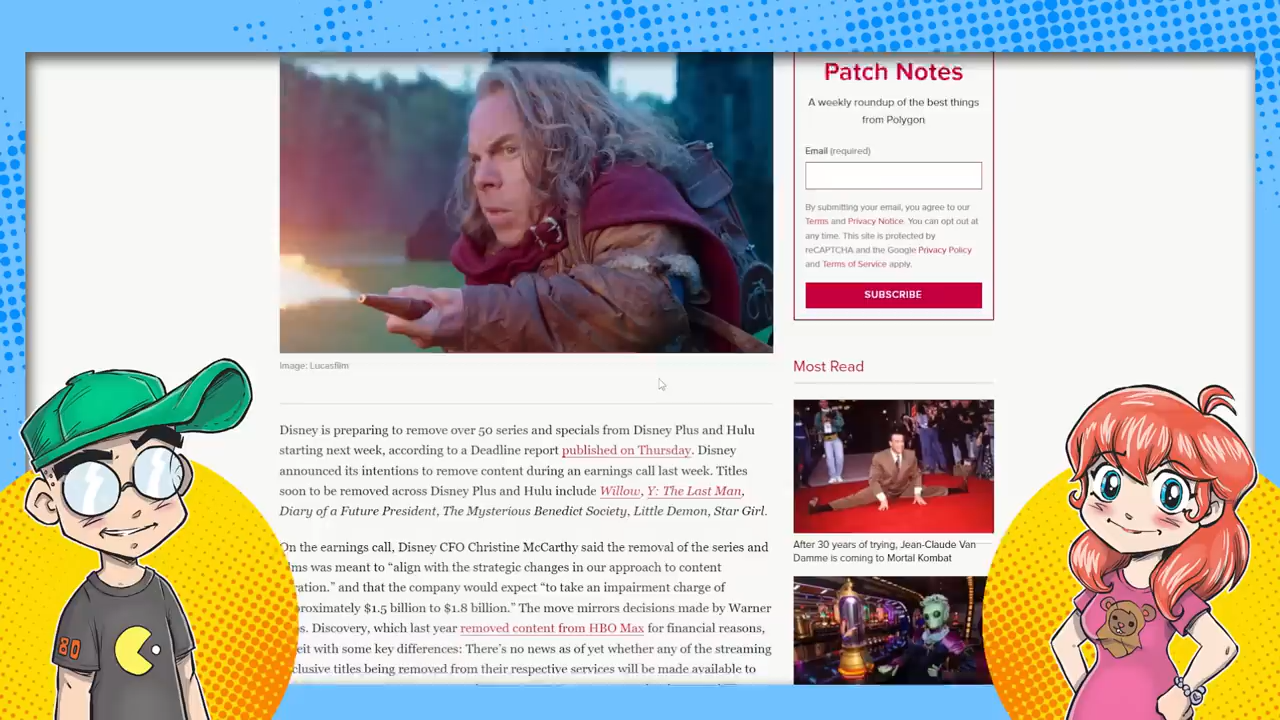 Patch Notes
A weekly roundup of the best things
from Polygon
Email (required)
By submitting your email, you agree to our
Terms and Privacy Notice. You can opt out at
any time. This site is protected by
reCAPTCHA and the Google Privacy Policy
and Terms of Service apply.
SUBSCRIBE
Image: Lucasfilm
Most Read
Disney is preparing to remove over 50 series and specials from Disney Plus and Hulu
starting next week, according to a Deadline report published on Thursday. Disney
announced its intentions to remove content during an earnings call last week. Titles
soon to be removed across Disney Plus and Hulu include Willow, Y: The Last Man,
Diary of a Future President, The Mysterious Benedict Society, Little Demon, Star Girl.
On the earnings call, Disney CFO Christine McCarthy said the removal of the series and
was meant to “align with the strategic changes in our approach to content
and that the company would expect “to take an impairment charge of
$1.5 billion to $1.8 billion.” The move mirrors decisions made by Warner
Discovery, which last year removed content from HBO Max for financial reasons,
with some key differences: There’s no news as of yet whether any of the streaming
titles being removed from their respective services will be made available to
After 30 years of trying, Jean-Claude Van
Damme is coming to Mortal Kombat
80